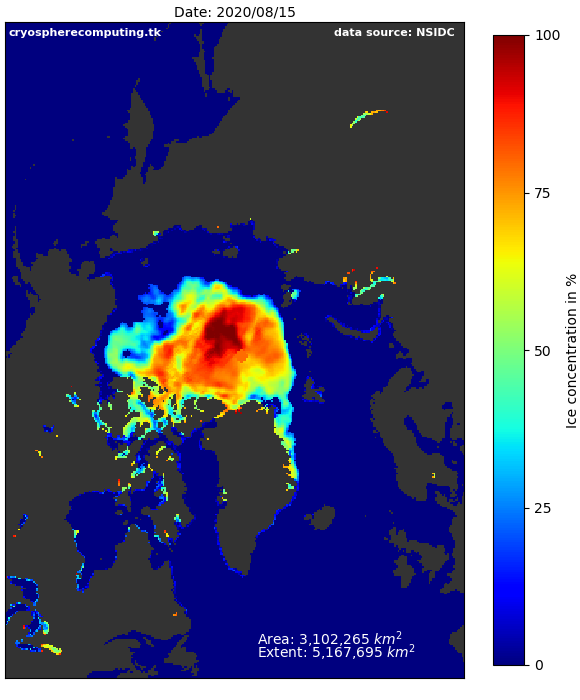 Date: 2020/08/15
cryospherecomputing.tk
data source: NSIDC
100
75
50
25
0
Ice concentration in %
Area: 3,102,265 km²
Extent: 5,167,695 km²